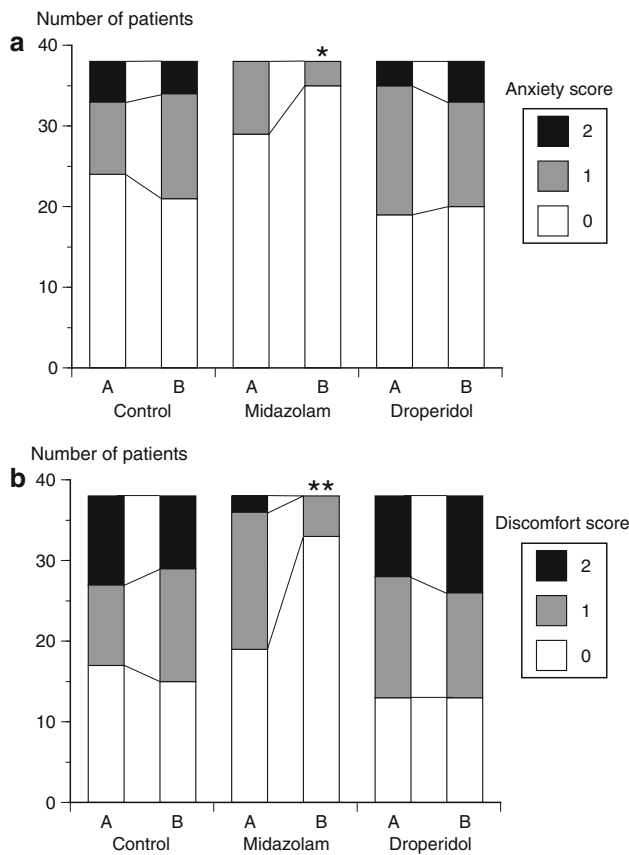 Number of patients
a
40
30
20
10
0
*
A B A B A B
Control Midazolam Droperidol
Anxiety score
2
1
0
Number of patients
b
40
30
20
10
0
**
A B A B A B
Control Midazolam Droperidol
Discomfort score
2
1
0